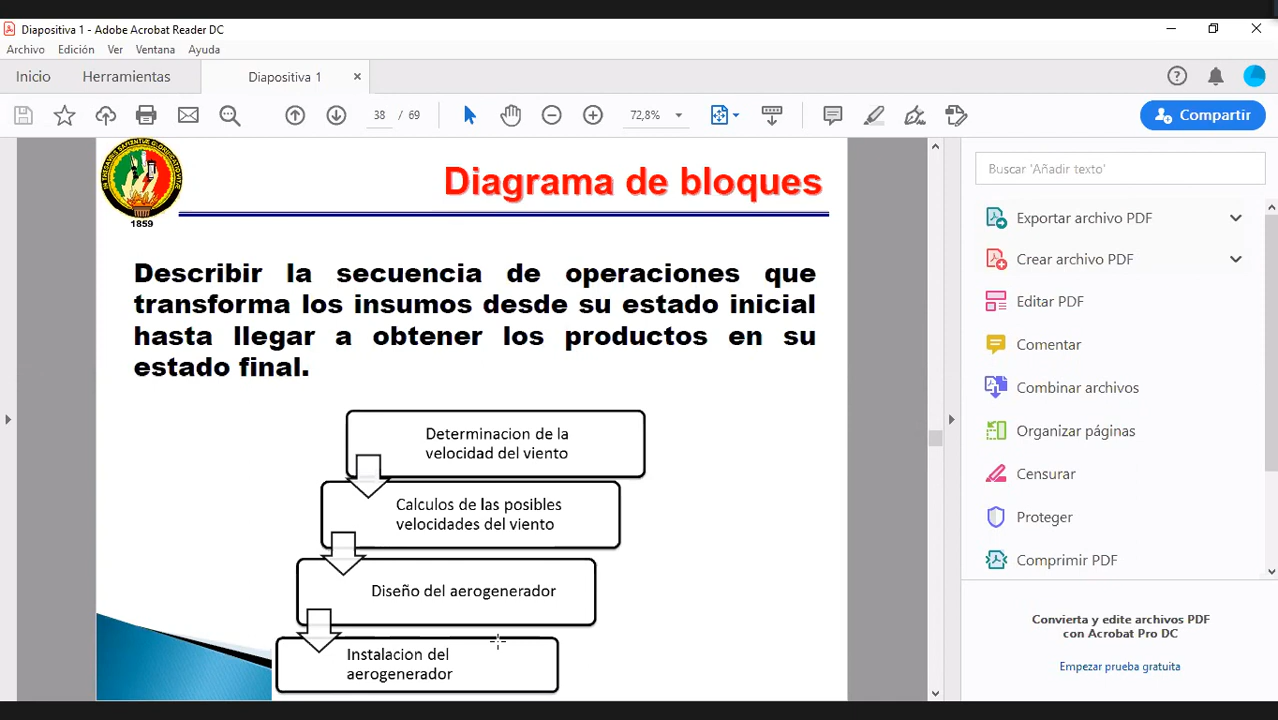 Diapositiva 1 - Adobe Acrobat Reader DC
Archivo Edición Ver Ventana Ayuda
Inicio Herramientas Diapositiva 1
38 / 69 72,8% Compartir
1859
Diagrama de bloques
Describir la secuencia de operaciones que
transforma los insumos desde su estado inicial
hasta llegar a obtener los productos en su
estado final.
Determinacion de la
velocidad del viento
Calculos de las posibles
velocidades del viento
Diseño del aerogenerador
Instalacion del
aerogenerador
Buscar 'Añadir texto'
Exportar archivo PDF
Crear archivo PDF
Editar PDF
Comentar
Combinar archivos
Organizar páginas
Censurar
Proteger
Comprimir PDF
Convierta y edite archivos PDF
con Acrobat Pro DC
Empezar prueba gratuita